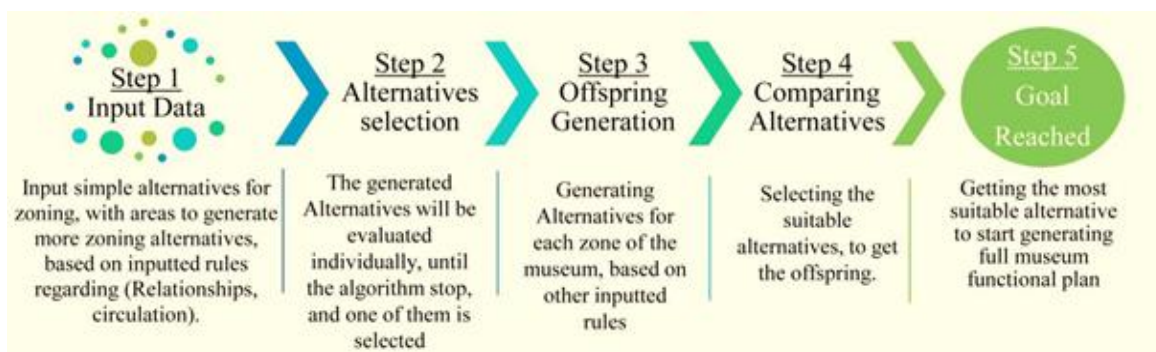 Step 1
Input Data
Input simple alternatives for
zoning, with areas to generate
more zoning alternatives,
based on inputted rules
regarding (Relationships,
circulation).
Step 2
Alternatives
selection
The generated
Alternatives will be
evaluated
individually, until
the algorithm stop,
and one of them is
selected
Step 3
Offspring
Generation
Generating
Alternatives for
each zone of the
museum, based on
other inputted
rules
Step 4
Comparing
Alternatives
Selecting the
suitable
alternatives, to get
the offspring.
Step 5
Goal
Reached
Getting the most
suitable alternative
to start generating
full museum
functional plan